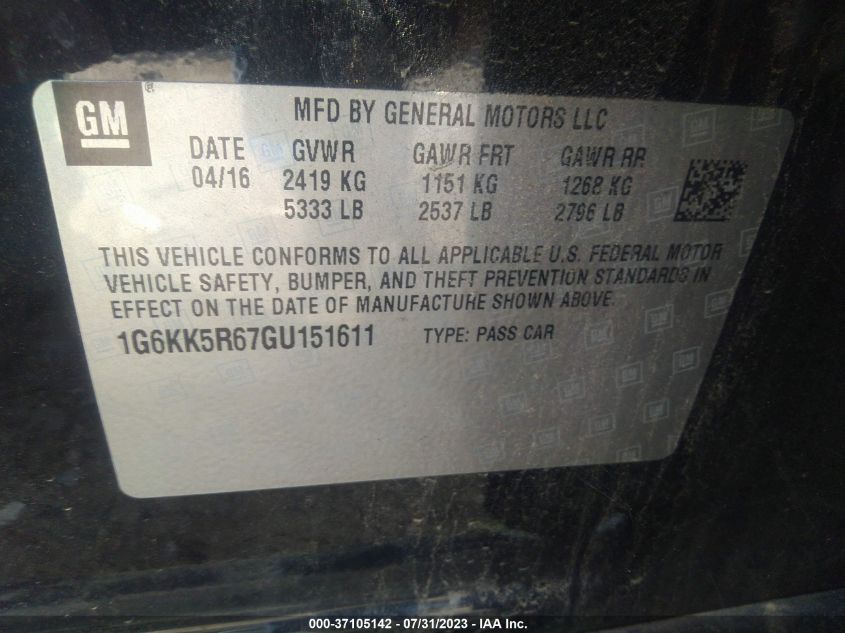 GM ®
MFD BY GENERAL MOTORS LLC
DATE GVWR GAWR FRT GAWR RR
04/16 2419 KG 1151 KG 1268 KG
5333 LB 2537 LB 2796 LB
THIS VEHICLE CONFORMS TO ALL APPLICABLE U.S. FEDERAL MOTOR
VEHICLE SAFETY, BUMPER, AND THEFT PREVENTION STANDARDS IN
EFFECT ON THE DATE OF MANUFACTURE SHOWN ABOVE.
1G6KK5R67GU151611 TYPE: PASS CAR
000-37105142 - 07/31/2023 - © IAA Inc.